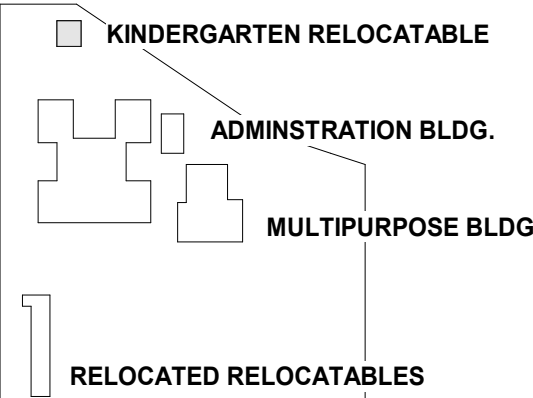 KINDERGARTEN RELOCATABLE
ADMINSTRATION BLDG.
MULTIPURPOSE BLDG
RELOCATED RELOCATABLES